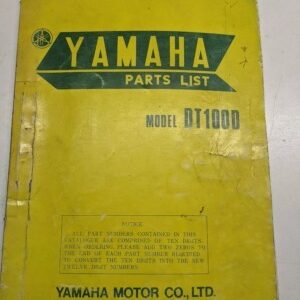 YAMAHA
PARTS LIST
MODEL DT100D
NOTICE
ALL PART NUMBERS CONTAINED IN THIS
CATALOGUE ARE COMPRISED OF TEN DIGITS
WHEN ORDERING PLEASE ADD TWO ZEROS TO
THE END OF EACH PART NUMBER REQUIRED
TO CONVERT THE TEN DIGITS INTO THE NEW
TWELVE DIGIT NUMBERS
YAMAHA MOTOR CO., LTD.